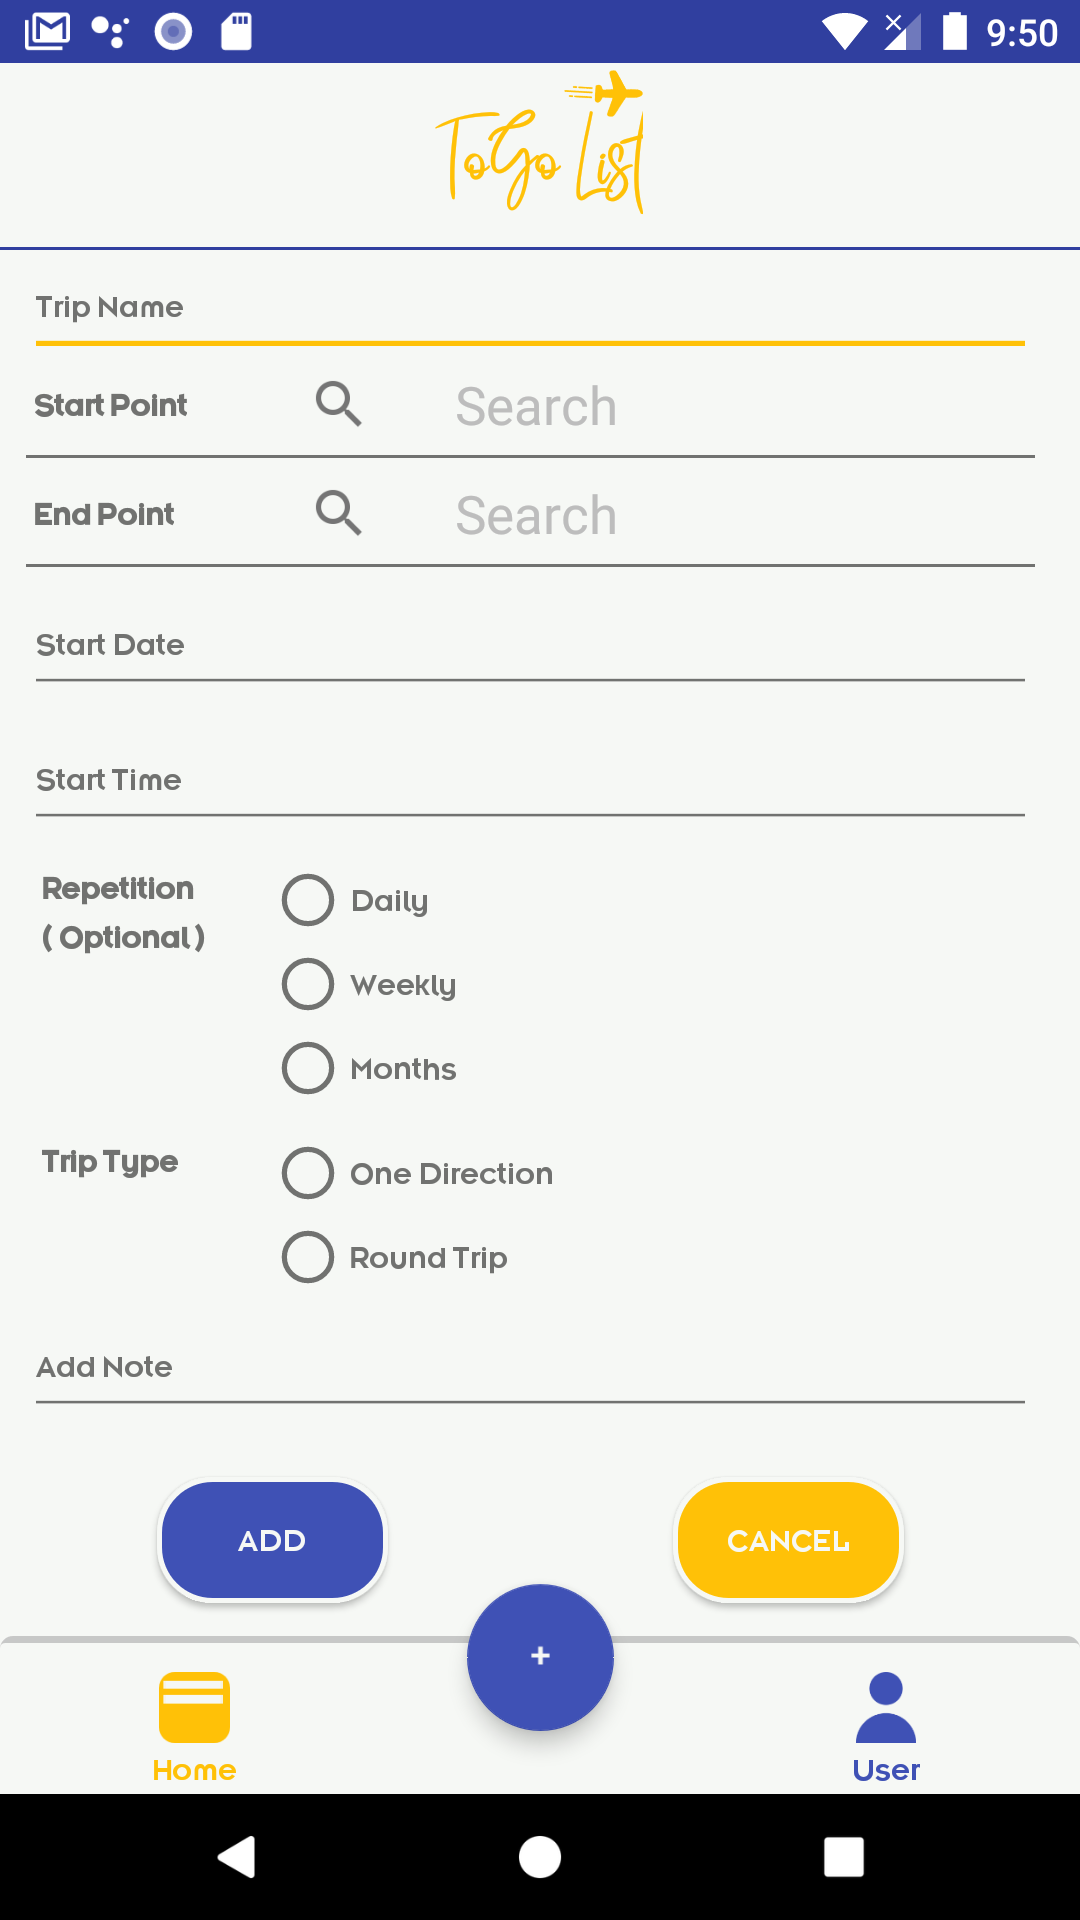 9:50
ToGo List
Trip Name
Start Point
Search
End Point
Search
Start Date
Start Time
Repetition
( Optional )
Daily
Weekly
Months
Trip Type
One Direction
Round Trip
Add Note
ADD
CANCEL
+
Home
User